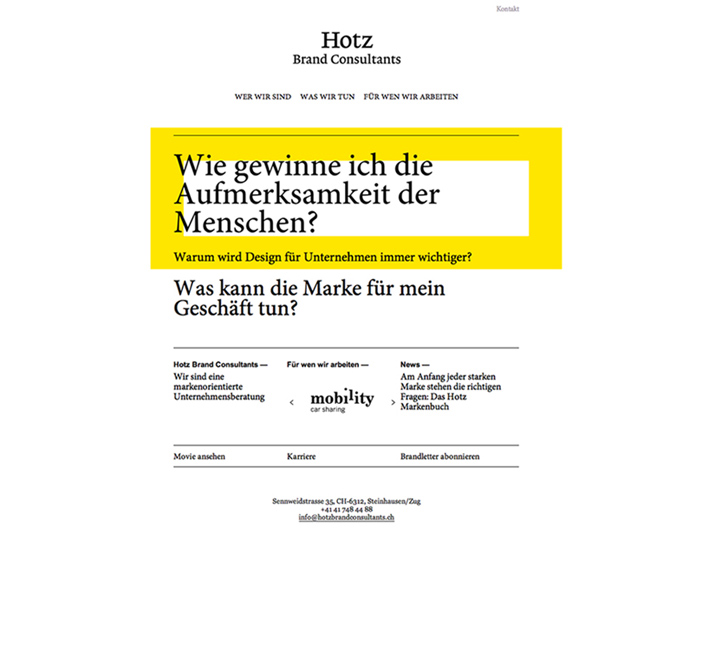 Kontakt
Hotz
Brand Consultants
WER WIR SIND WAS WIR TUN FÜR WEN WIR ARBEITEN
Wie gewinne ich die
Aufmerksamkeit der
Menschen?
Warum wird Design für Unternehmen immer wichtiger?
Was kann die Marke für mein
Geschäft tun?
Hotz Brand Consultants —
Wir sind eine
markenorientierte
Unternehmensberatung
Für wen wir arbeiten —
< mobility >
car sharing
News —
Am Anfang jeder starken
Marke stehen die richtigen
Fragen: Das Hotz
Markenbuch
Movie ansehen
Karriere
Brandletter abonnieren
Sennweidstrasse 35, CH-6312, Steinhausen/Zug
+41 41 748 44 88
info@hotzbrandconsultants.ch